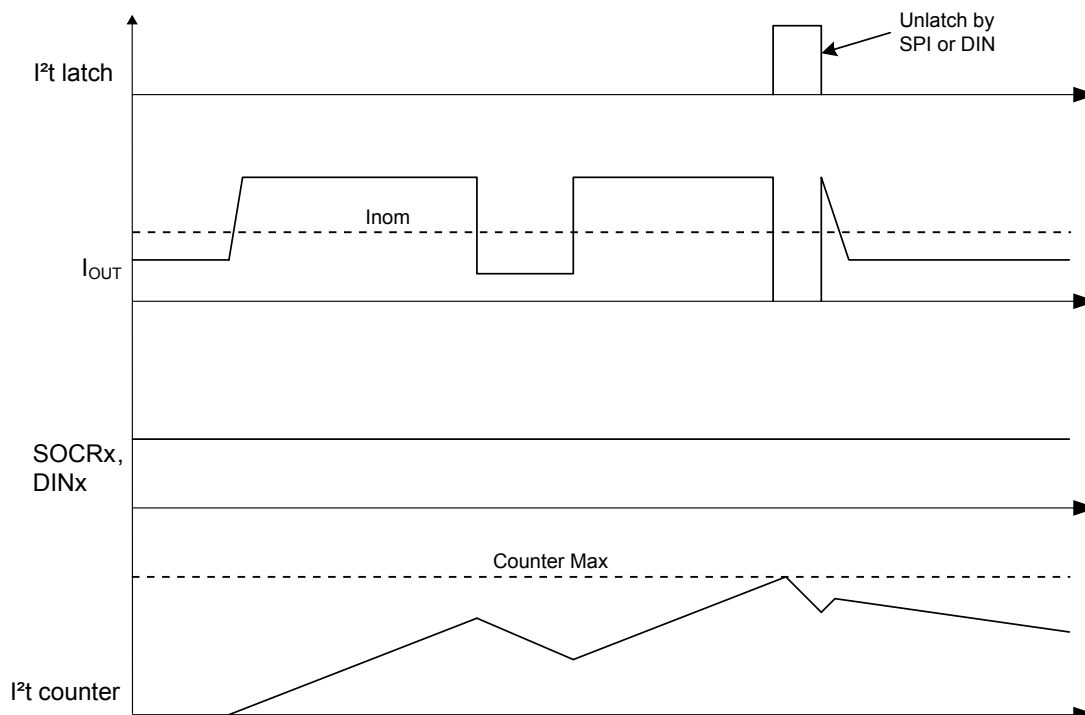 Unlatch by
SPI or DIN
I²t latch
Inom
IOUT
SOCRx,
DINx
Counter Max
I²t counter